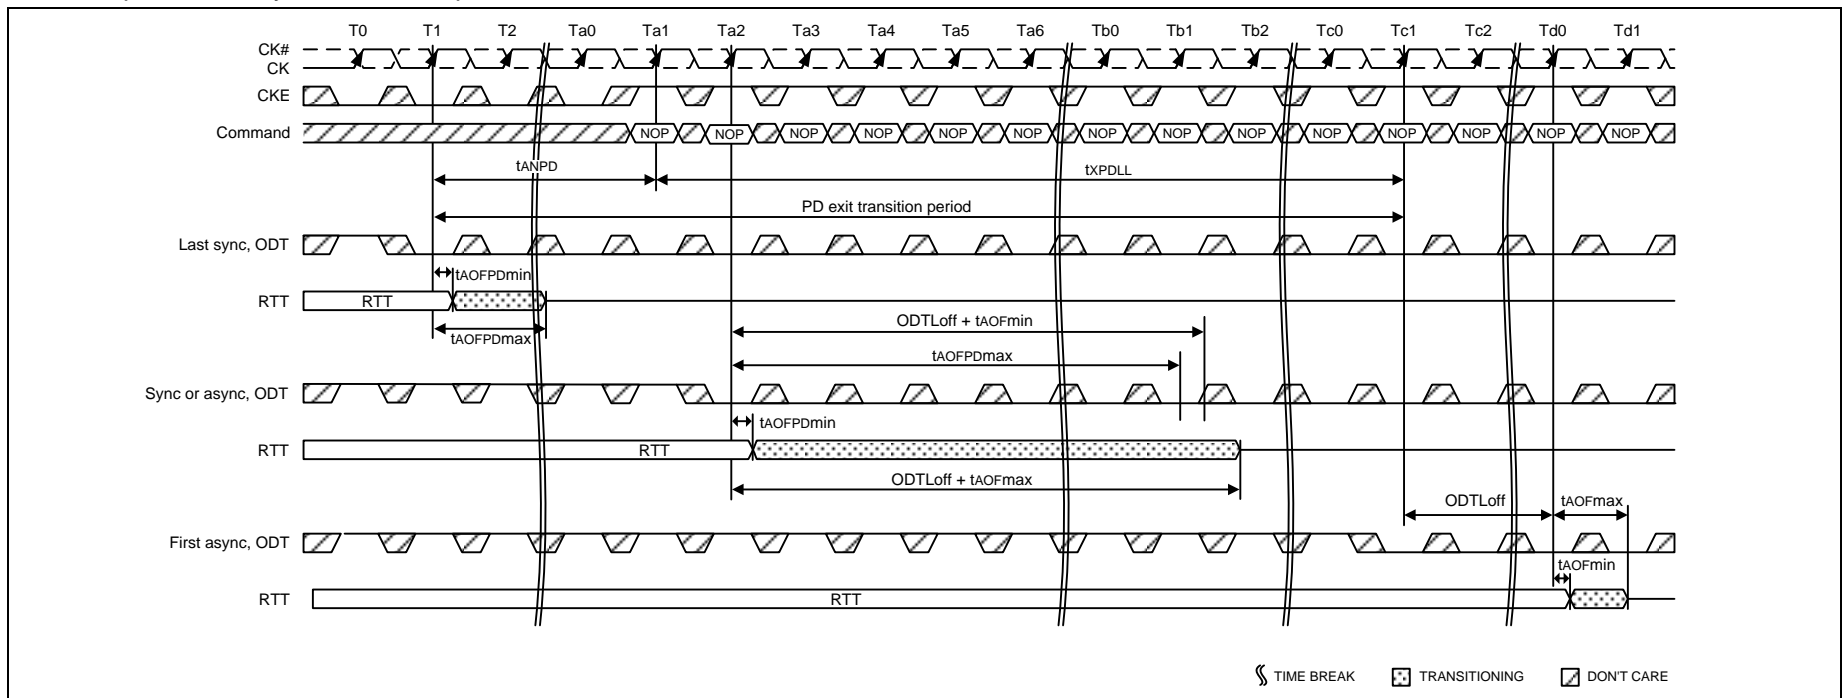 T0 T1 T2 Ta0 Ta1 Ta2 Ta3 Ta4 Ta5 Ta6 Tb0 Tb1 Tb2 Tc0 Tc1 Tc2 Td0 Td1
CK#
CK
CKE
Command NOP NOP NOP NOP NOP NOP NOP NOP NOP NOP NOP NOP NOP NOP
tANPD tXPDLL
PD exit transition period
Last sync, ODT
tAOFPDmin
RTT RTT
tAOFPDmax
ODTLoff + tAOFmin
tAOFPDmax
Sync or async, ODT
tAOFPDmin
RTT RTT
ODTLoff + tAOFmax
ODTLoff tAOFmax
First async, ODT
tAOFmin
RTT RTT
TIME BREAK TRANSITIONING DON'T CARE